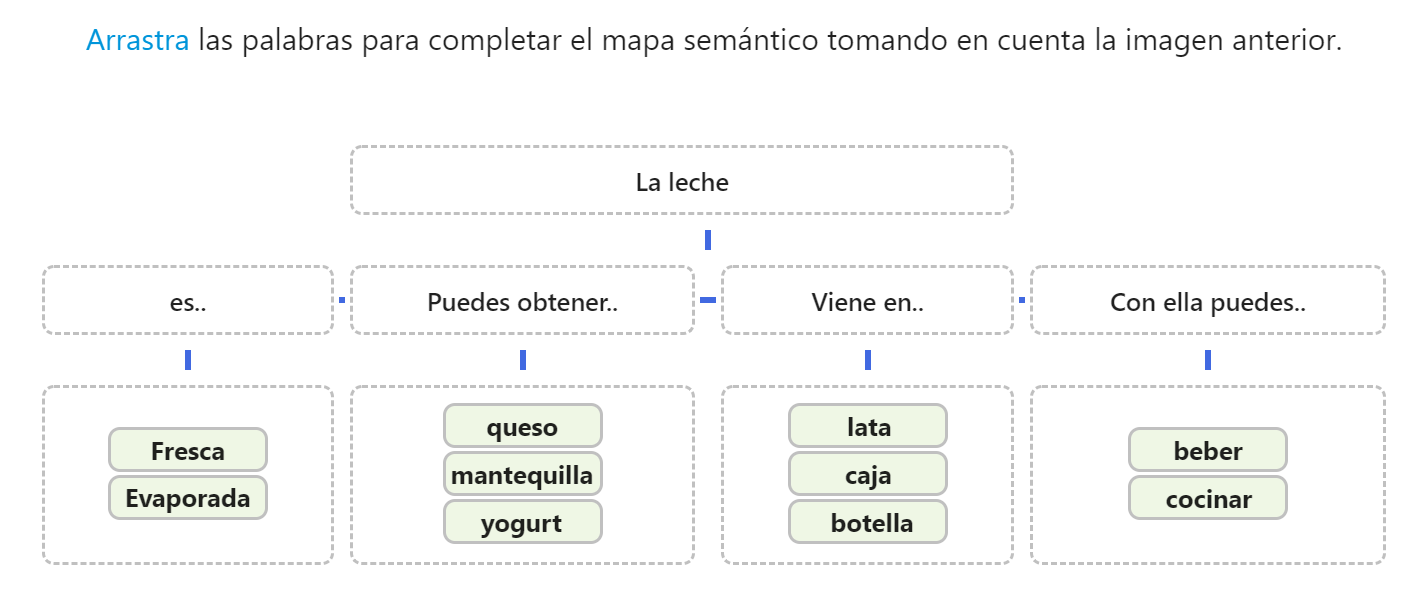 Arrastra las palabras para completar el mapa semántico tomando en cuenta la imagen anterior.
La leche
es..
Puedes obtener..
Viene en..
Con ella puedes..
Fresca
Evaporada
queso
mantequilla
yogurt
lata
caja
botella
beber
cocinar